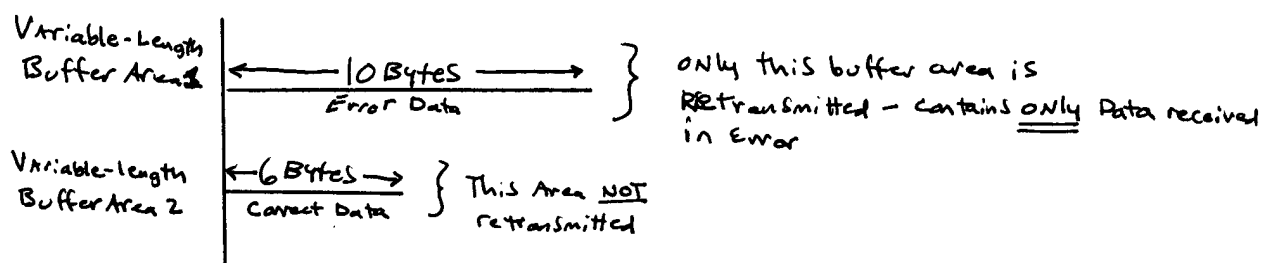 Variable-Length
Buffer Area 1
10 Bytes
Error Data
Only this buffer area is
Retransmitted - contains ONLY Data received
in Error
Variable-length
Buffer Area 2
6 Bytes
Correct Data
This Area NOT
retransmitted